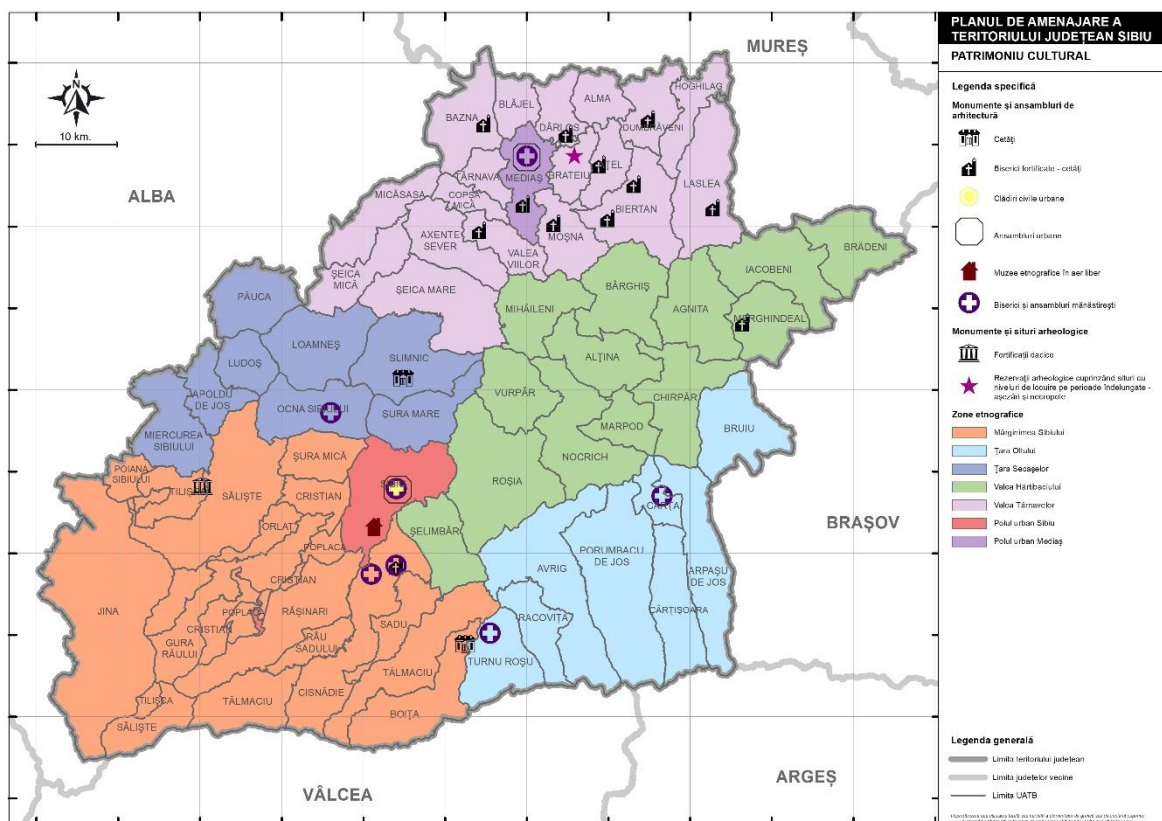 PLANUL DE AMENAJARE A
TERITORIULUI JUDEȚEAN SIBIU
PATRIMONIU CULTURAL
Legenda specifică
Monumente și ansambluri de
arhitectură
Cetăți
Biserici fortificate - cetăți
Clădiri civile urbane
Ansambluri urbane
Muzee etnografice în aer liber
Biserici și ansambluri mănăstirești
Monumente și situri arheologice
Fortificații dacice
Rezervații arheologice cuprinzând situri cu
niveluri de locuire pe perioade îndelungate -
așezări și necropole
Zone etnografice
Mărginimea Sibiului
Țara Oltului
Țara Secașelor
Valea Hârtibaciului
Valea Târnavelor
Polul urban Sibiu
Polul urban Mediaș
Legenda generală
Limita teritoriului județean
Limita județelor vecine
Limita UATB
N
10 km.
MUREȘ
ALBA
BRAȘOV
ARGEȘ
VÂLCEA
HOGHILAG
BLĂJEL
ALMA
BAZNA
DÂRLOS
DUMBRĂVENI
TÂRNAVA
MEDIAȘ
BRATEIU
LASLEA
MICĂSASA
COPȘA
MICĂ
BIERTAN
AXENTE
SEVER
MOȘNA
VALEA
VIILOR
BRĂDENI
ȘEICA
MICĂ
IACOBENI
PĂUCA
ȘEICA MARE
BÂRGHIȘ
MIHĂILENI
AGNITA
MERGHINDEAL
LOAMNEȘ
SLIMNIC
ALȚINA
LUDOȘ
APOLDU
DE JOS
VURPĂR
CHIRPĂR
OCNA SIBIULUI
ȘURA MARE
MARPOD
BRUIU
MIERCUREA
SIBIULUI
ȘURA MICĂ
NOCRICH
POIANA
SIBIULUI
SĂLIȘTE
CRISTIAN
ROȘIA
CÂRȚA
ORLAT
ȘELIMBĂR
POPLACA
PORUMBACU
DE JOS
AVRIG
ARPAȘU
DE JOS
CRISTIAN
JINA
RĂȘINARI
CÂRȚIȘOARA
POPLACA
RACOVIȚA
CRISTIAN
SADU
GURA
RÂULUI
RÂU
SADULUI
TURNU ROȘU
TĂLMACIU
CISNĂDIE
TILIȘCA
TĂLMACIU
BOIȚA
SĂLIȘTE